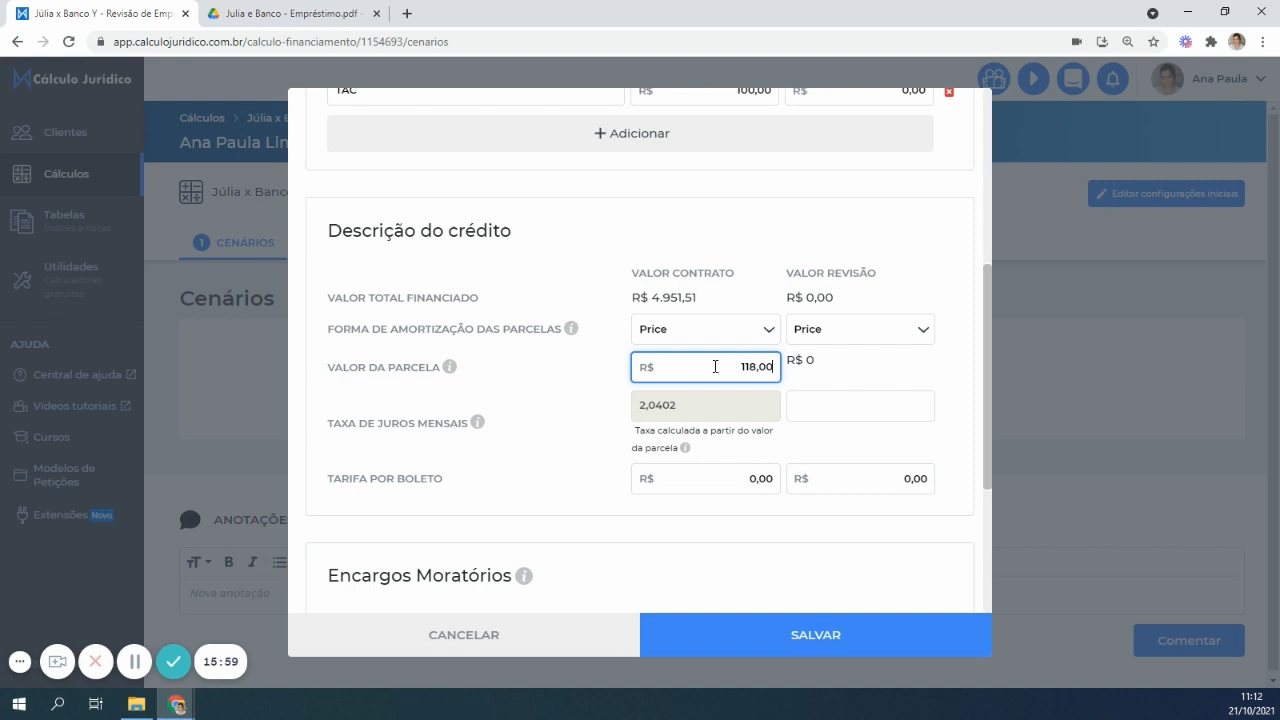 Júlia x Banco Y - Revisão de Emp
Julia e Banco - Empréstimo.pdf -
app.calculojuridico.com.br/calculo-financiamento/1154693/cenarios
Cálculo Jurídico
Ana Paula
Clientes
Cálculos
Tabelas
Índices e datas
Utilidades
Calculadoras
gratuitas
AJUDA
Central de ajuda
Vídeos tutoriais
Cursos
Modelos de
Petições
Extensões Novo
Cálculos > Júlia x B
Ana Paula Lin
Júlia x Banc
Editar configurações iniciais
1 CENÁRIOS
Cenários
TAC R$ 100,00 R$ 0,00
+ Adicionar
Descrição do crédito
VALOR CONTRATO VALOR REVISÃO
VALOR TOTAL FINANCIADO R$ 4.951,51 R$ 0,00
FORMA DE AMORTIZAÇÃO DAS PARCELAS i Price Price
VALOR DA PARCELA i R$ 118,00 R$ 0
TAXA DE JUROS MENSAIS i 2,0402
Taxa calculada a partir do valor
da parcela i
TARIFA POR BOLETO R$ 0,00 R$ 0,00
Encargos Moratórios i
CANCELAR SALVAR
ANOTAÇÕE
TT B I
Nova anotação
Comentar
15:59
11:12
21/10/2021